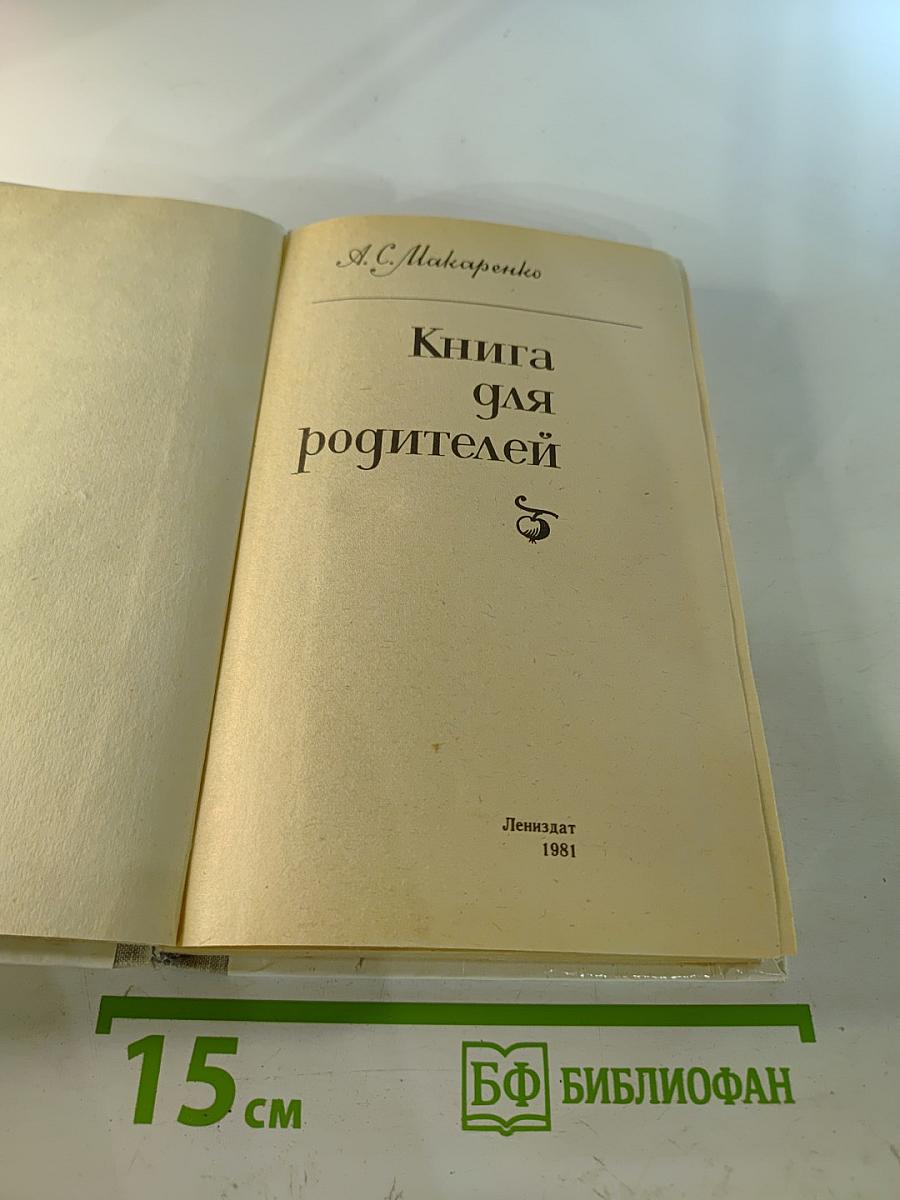 А. С. Макаренко
Книга
для
родителей
Лениздат
1981
15 см
БФ БИБЛИОФАН